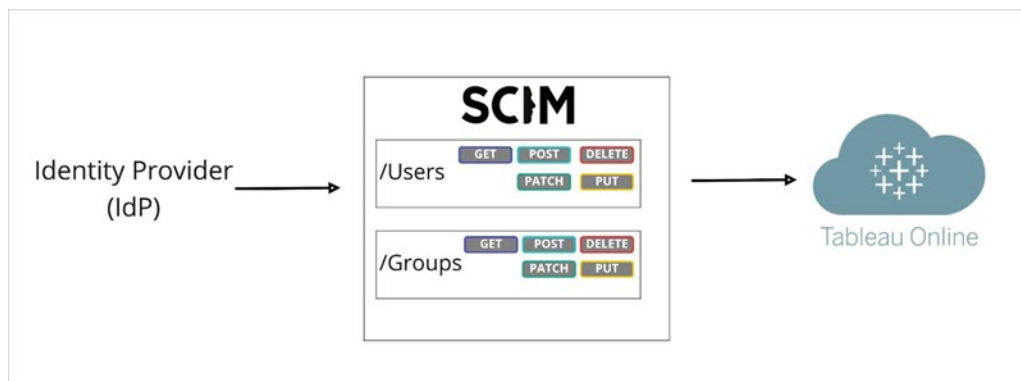 SCIM
Identity Provider
(IdP)
/Users
GET POST DELETE
PATCH PUT
/Groups
GET POST DELETE
PATCH PUT
Tableau Online